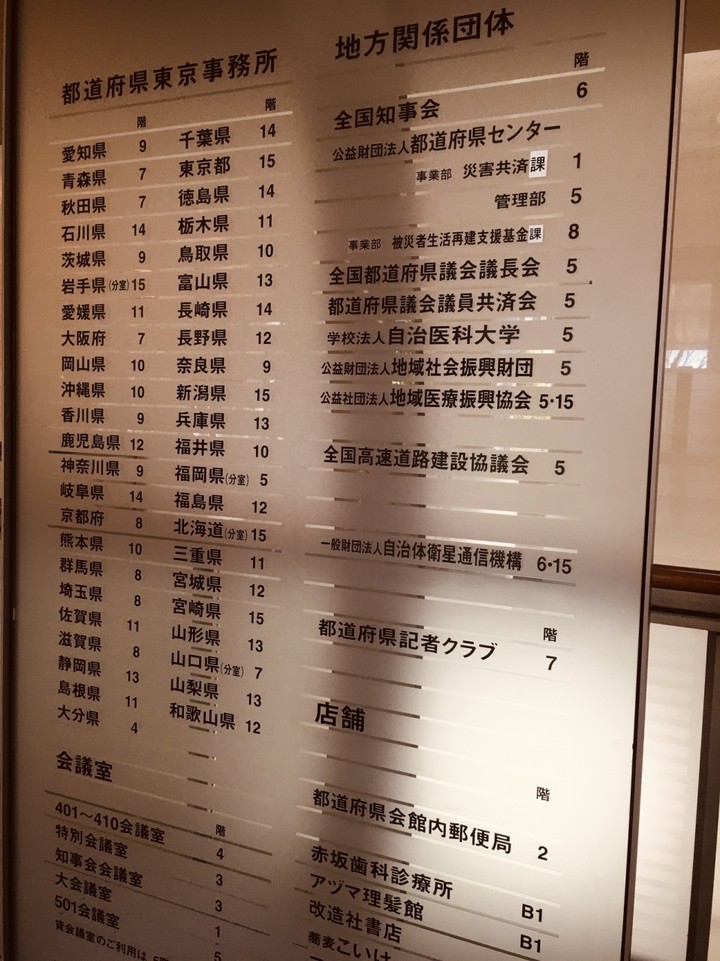 都道府県東京事務所
階
愛知県 9
青森県 7
秋田県 7
石川県 14
茨城県 9
岩手県(分室) 15
愛媛県 11
大阪府 7
岡山県 10
沖縄県 10
香川県 9
鹿児島県 12
神奈川県 9
岐阜県 14
京都府 8
熊本県 10
群馬県 8
埼玉県 8
佐賀県 11
滋賀県 8
静岡県 13
島根県 11
大分県 4
階
千葉県 14
東京都 15
徳島県 14
栃木県 11
鳥取県 10
富山県 13
長崎県 14
長野県 12
奈良県 9
新潟県 15
兵庫県 13
福井県 10
福岡県(分室) 5
福島県 12
北海道(分室) 15
三重県 11
宮城県 12
宮崎県 15
山形県 13
山口県(分室) 7
山梨県 13
和歌山県 12
会議室
階
401〜410会議室 4
特別会議室 3
知事会会議室 3
大会議室 1
501会議室 5
貸会議室のご利用は
地方関係団体
階
全国知事会 6
公益財団法人都道府県センター
事業部 災害共済課 1
管理部 5
事業部 被災者生活再建支援基金課 8
全国都道府県議会議長会 5
都道府県議会議員共済会 5
学校法人自治医科大学 5
公益財団法人地域社会振興財団 5
公益社団法人地域医療振興協会 5・15
全国高速道路建設協議会 5
一般財団法人自治体衛星通信機構 6・15
階
都道府県記者クラブ 7
店舗
階
都道府県会館内郵便局 2
赤坂歯科診療所 B1
アヅマ理髪館 B1
改造社書店
蕎麦こいけ